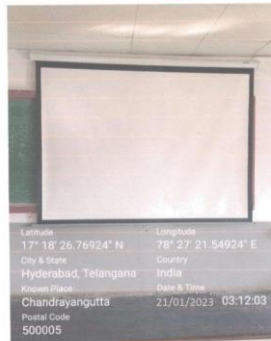 Latitude Longitude
17° 18' 26.76924" N 78° 27' 21.54924" E
City & State Country
Hyderabad, Telangana India
Known Place Date & Time
Chandrayangutta 21/01/2023 03:12:03
Postal Code
500005